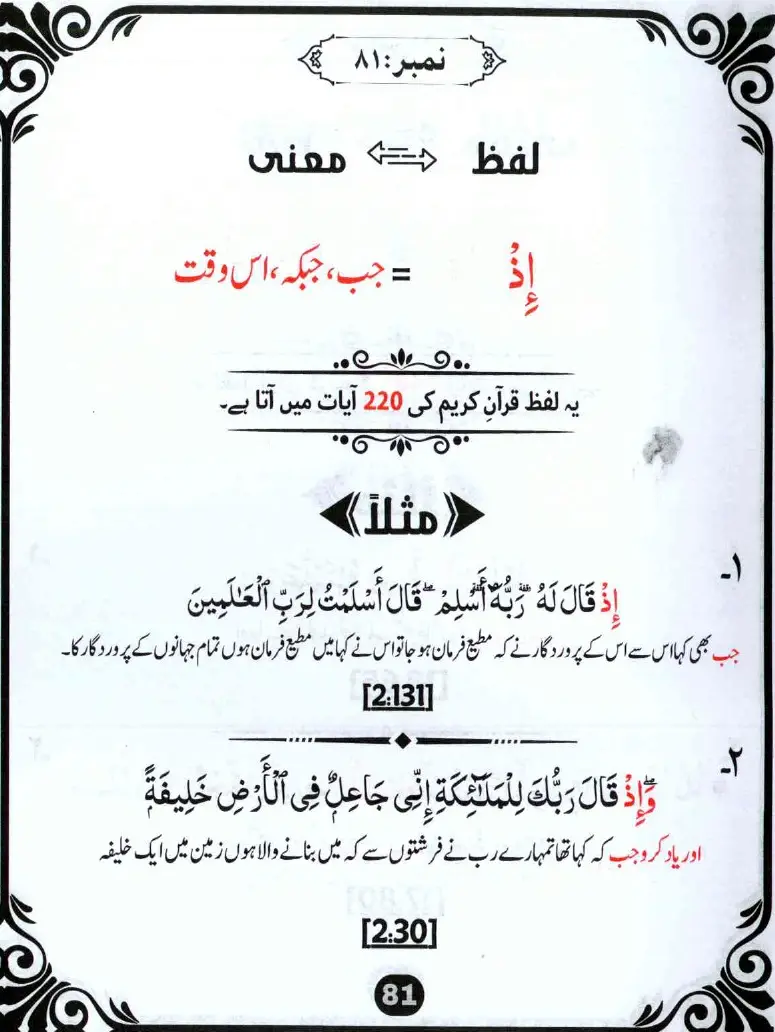 نمبر:۸۱
لفظ ⇐⇒ معنی
إِذْ = جب، جبکہ، اس وقت
یہ لفظ قرآنِ کریم کی 220 آیات میں آتا ہے۔
مثلاً
۱-
إِذْ قَالَ لَهُۥ رَبُّهُۥٓ أَسْلِمْ ۖ قَالَ أَسْلَمْتُ لِرَبِّ ٱلْعَٰلَمِينَ
جب بھی کہا اس سے اس کے پروردگار نے کہ مطیع فرمان ہو جا تو اس نے کہا میں مطیع فرمان ہوں تمام جہانوں کے پروردگار کا۔
[2:131]
۲-
وَإِذْ قَالَ رَبُّكَ لِلْمَلَٰٓئِكَةِ إِنِّى جَاعِلٌ فِى ٱلْأَرْضِ خَلِيفَةً
اور یاد کرو جب کہ کہا تھا تمہارے رب نے فرشتوں سے کہ میں بنانے والا ہوں زمین میں ایک خلیفہ
[2:30]
81